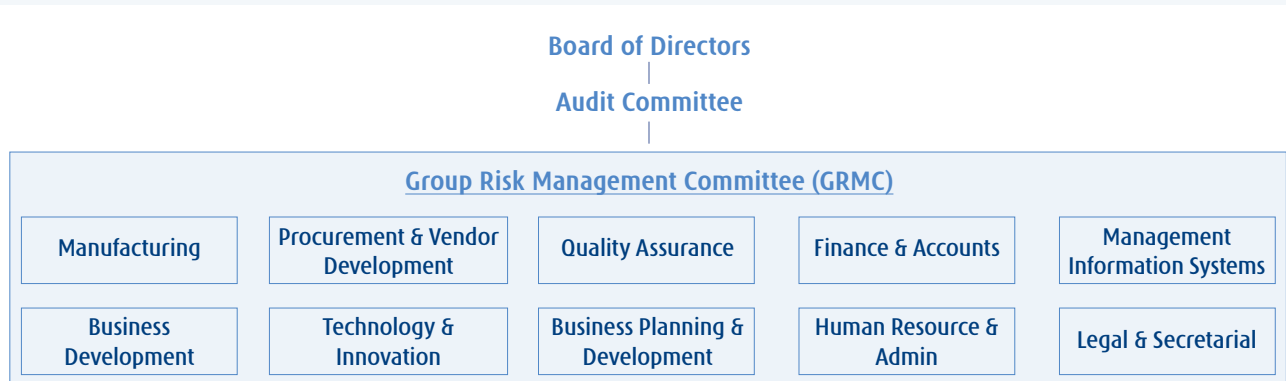 Board of Directors
Audit Committee
Group Risk Management Committee (GRMC)
Manufacturing
Procurement & Vendor
Development
Quality Assurance
Finance & Accounts
Management
Information Systems
Business
Development
Technology &
Innovation
Business Planning &
Development
Human Resource &
Admin
Legal & Secretarial